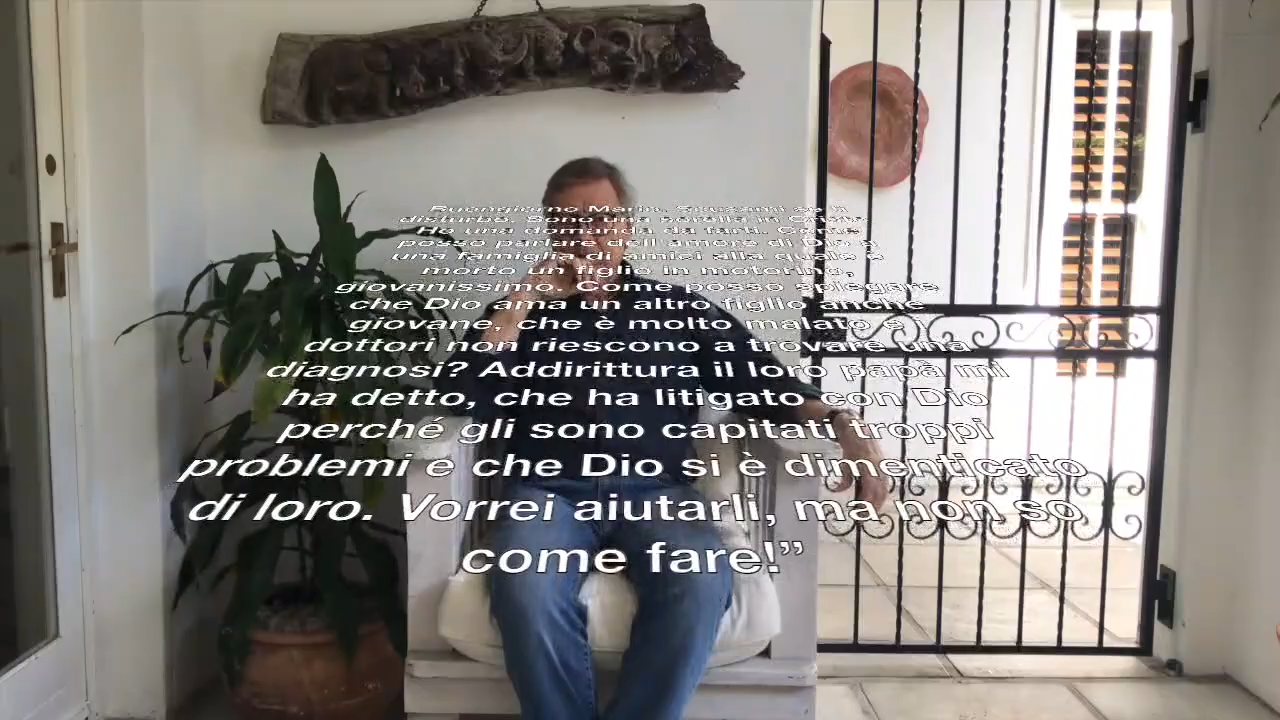 Buongiorno Mario. Scusami se ti
disturbo. Sono una sorella in Cristo.
Ho una domanda da farti. Come
posso parlare dell'amore di Dio a
una famiglia di amici alla quale è
morto un figlio in motorino,
giovanissimo. Come posso spiegare
che Dio ama un altro figlio anche
giovane, che è molto malato e i
dottori non riescono a trovare una
diagnosi? Addirittura il loro papà mi
ha detto, che ha litigato con Dio
perché gli sono capitati troppi
problemi e che Dio si è dimenticato
di loro. Vorrei aiutarli, ma non so
come fare!”